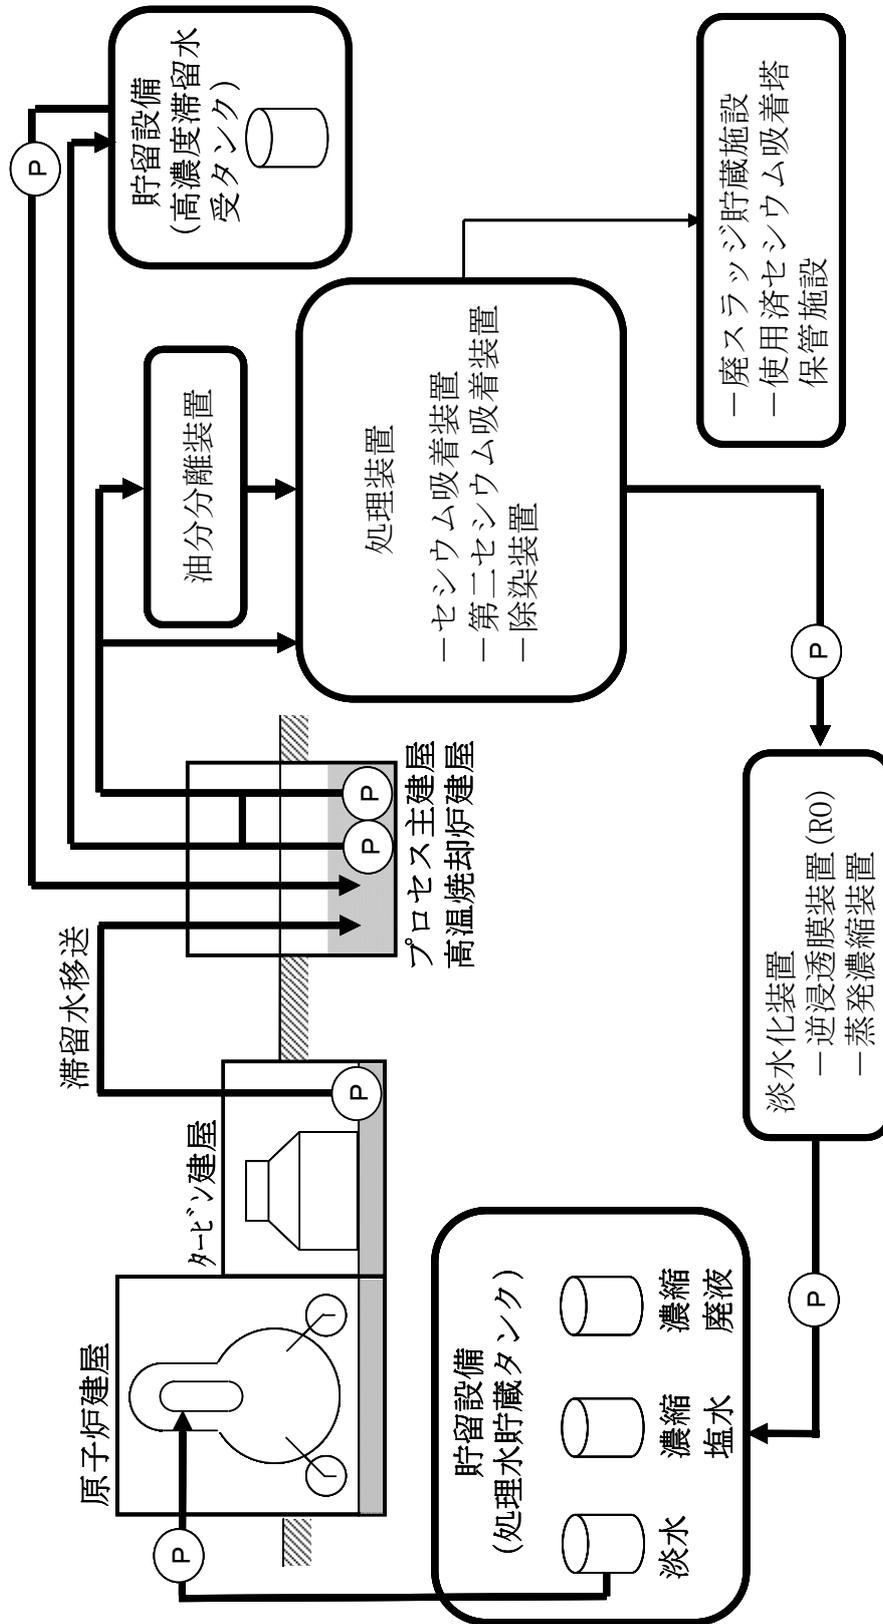 原子炉建屋
P
タービン建屋
P
滞留水移送
プロセス主建屋
高温焼却炉建屋
P
P
油分分離装置
P
貯留設備
(高濃度滞留水
受タンク)
処理装置
－セシウム吸着装置
－第二セシウム吸着装置
－除染装置
－廃スラッジ貯蔵施設
－使用済セシウム吸着塔
保管施設
P
淡水化装置
－逆浸透膜装置(RO)
－蒸発濃縮装置
P
貯留設備
(処理水貯蔵タンク)
淡水
濃縮
塩水
濃縮
廃液